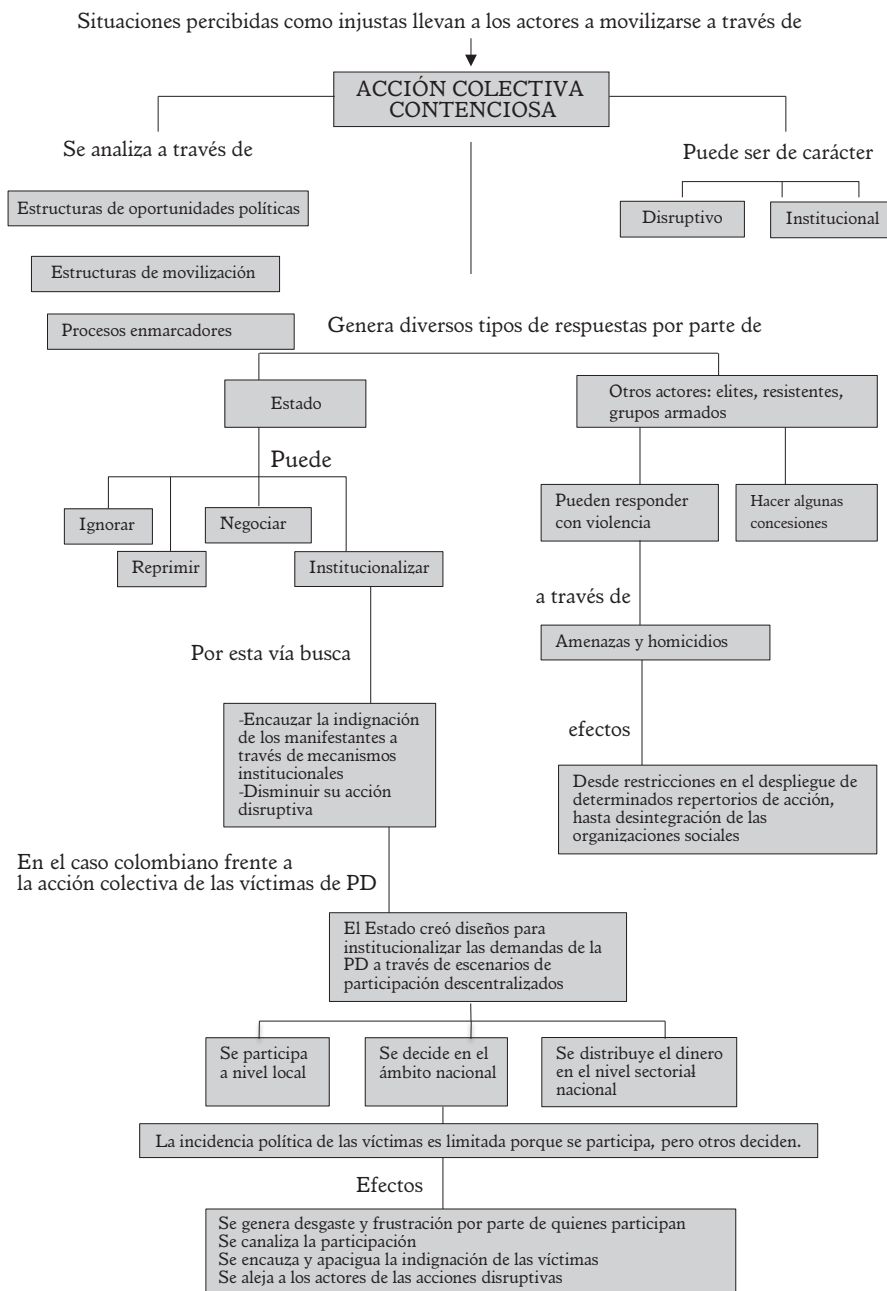 Situaciones percibidas como injustas llevan a los actores a movilizarse a través de
ACCIÓN COLECTIVA
CONTENCIOSA
Se analiza a través de
Puede ser de carácter
Estructuras de oportunidades políticas
Disruptivo
Institucional
Estructuras de movilización
Procesos enmarcadores
Genera diversos tipos de respuestas por parte de
Estado
Otros actores: elites, resistentes,
grupos armados
Puede
Ignorar
Negociar
Reprimir
Institucionalizar
Pueden responder
con violencia
Hacer algunas
concesiones
a través de
Por esta vía busca
Amenazas y homicidios
-Encauzar la indignación
de los manifestantes a
través de mecanismos
institucionales
-Disminuir su acción
disruptiva
efectos
Desde restricciones en el despliegue de
determinados repertorios de acción,
hasta desintegración de las
organizaciones sociales
En el caso colombiano frente a
la acción colectiva de las víctimas de PD
El Estado creó diseños para
institucionalizar las demandas de la
PD a través de escenarios de
participación descentralizados
Se participa
a nivel local
Se decide en el
ámbito nacional
Se distribuye el dinero
en el nivel sectorial
nacional
La incidencia política de las víctimas es limitada porque se participa, pero otros deciden.
Efectos
Se genera desgaste y frustración por parte de quienes participan
Se canaliza la participación
Se encauza y apacigua la indignación de las víctimas
Se aleja a los actores de las acciones disruptivas